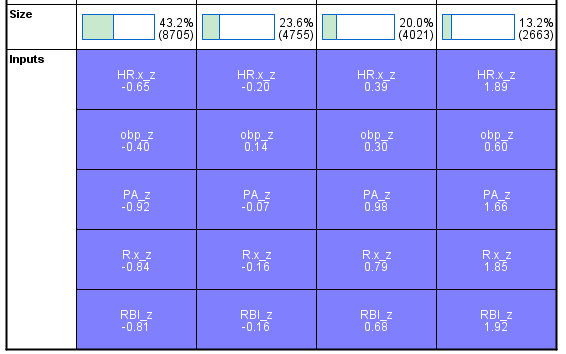 Size
43.2%
(8705)
23.6%
(4755)
20.0%
(4021)
13.2%
(2663)
Inputs
HR.x_z
-0.65
HR.x_z
-0.20
HR.x_z
0.39
HR.x_z
1.89
obp_z
-0.40
obp_z
0.14
obp_z
0.30
obp_z
0.60
PA_z
-0.92
PA_z
-0.07
PA_z
0.98
PA_z
1.66
R.x_z
-0.84
R.x_z
-0.16
R.x_z
0.79
R.x_z
1.85
RBI_z
-0.81
RBI_z
-0.16
RBI_z
0.68
RBI_z
1.92